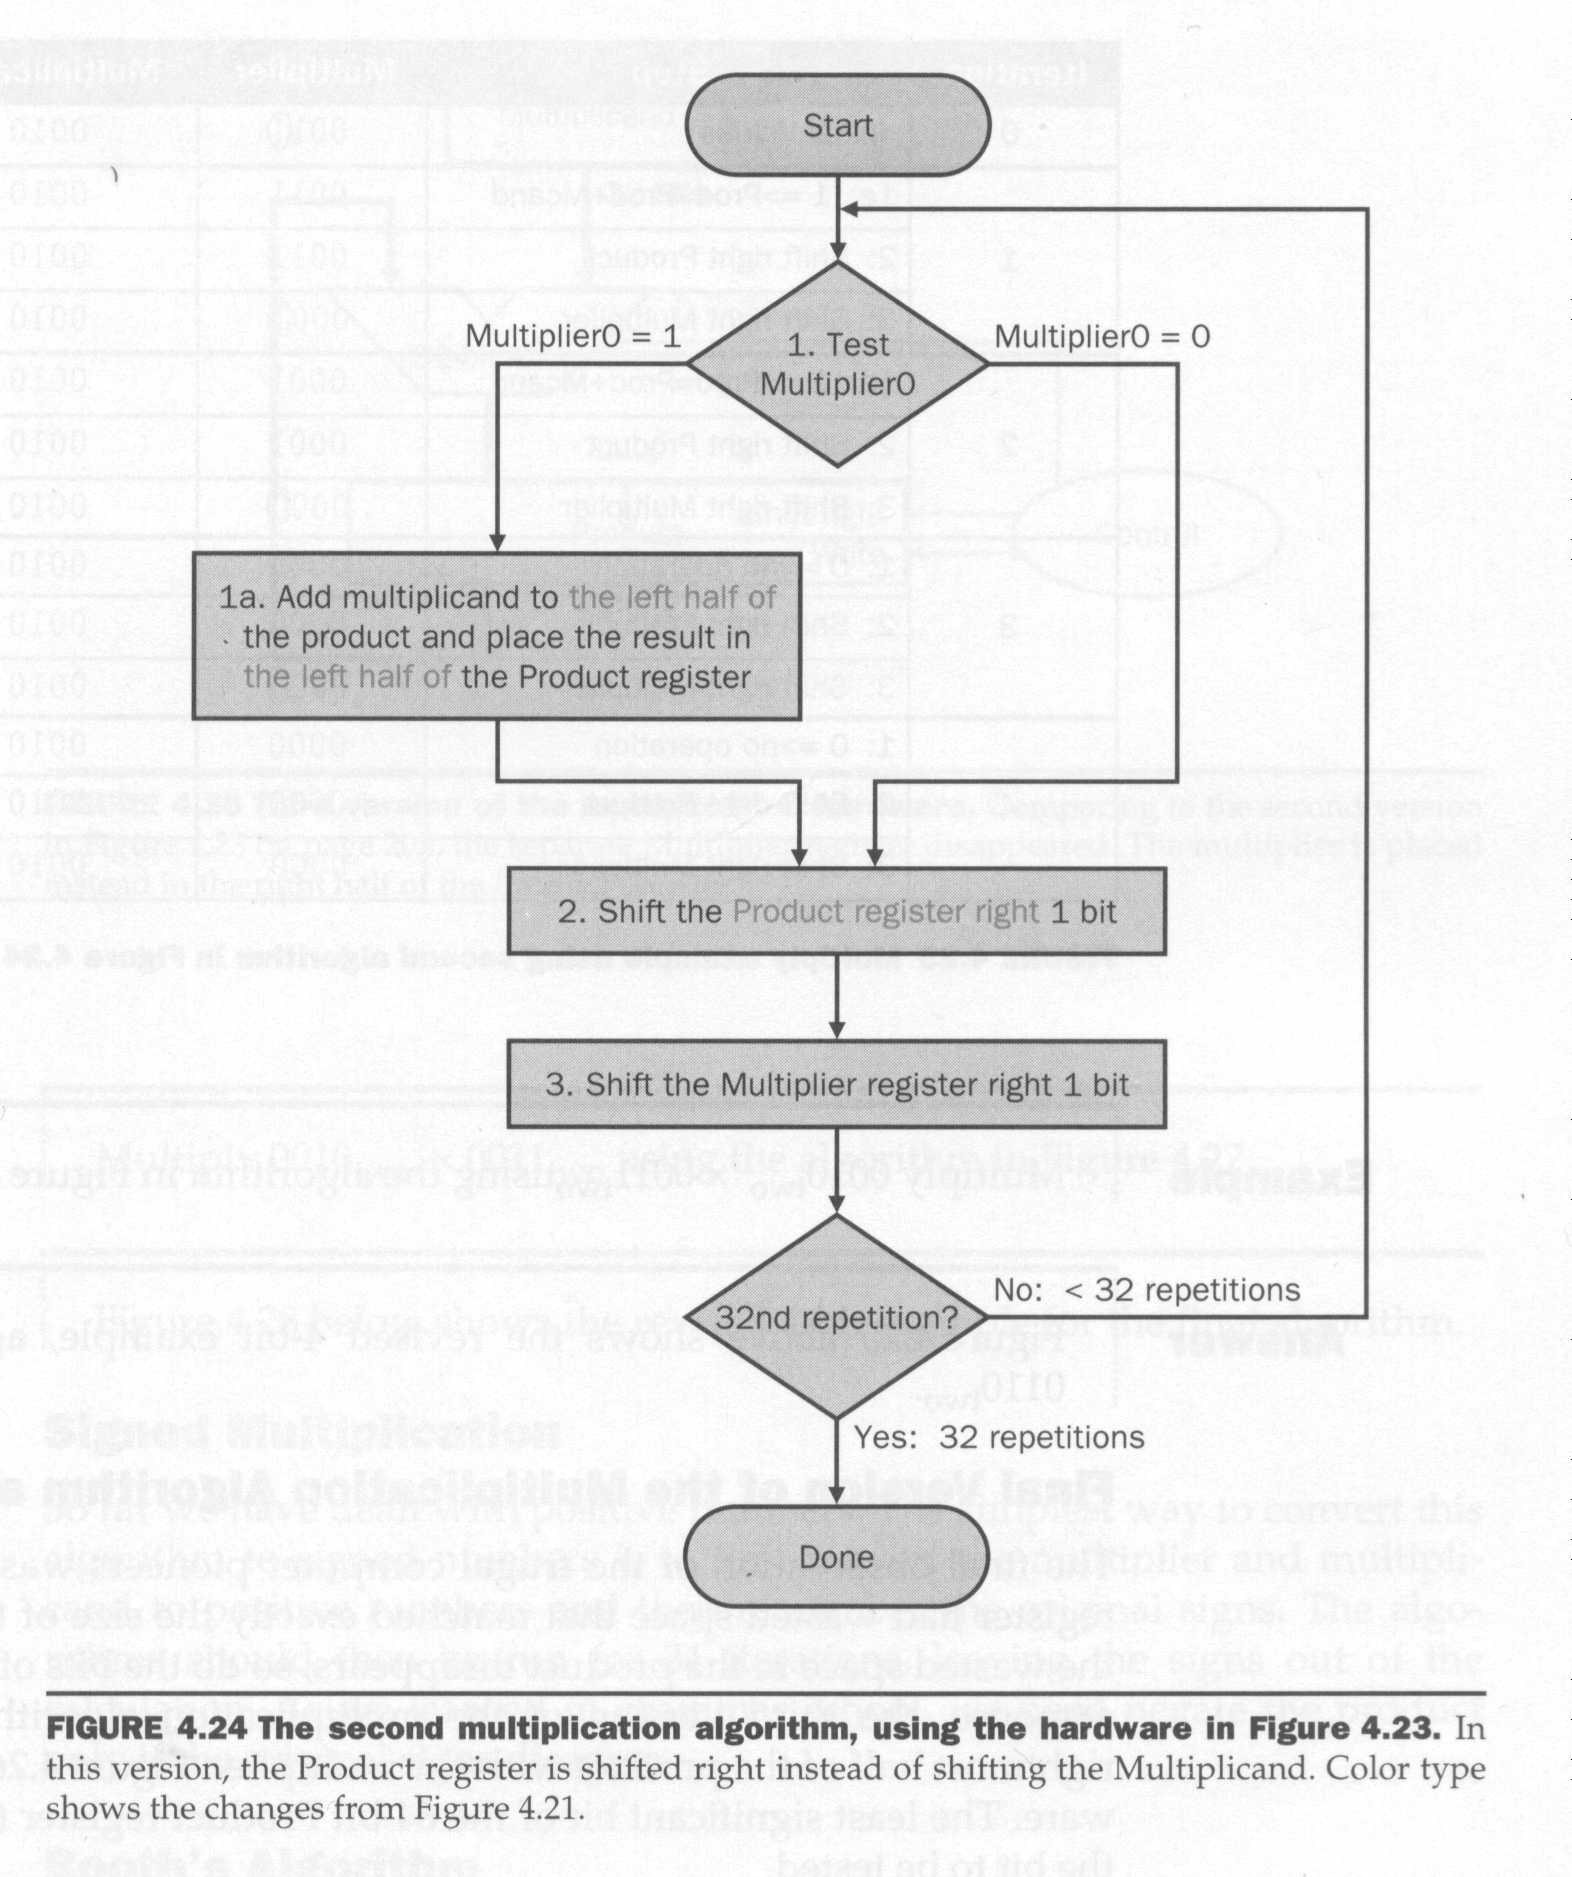 Start
Multiplier0 = 1
1. Test
Multiplier0
Multiplier0 = 0
1a. Add multiplicand to the left half of
the product and place the result in
the left half of the Product register
2. Shift the Product register right 1 bit
3. Shift the Multiplier register right 1 bit
32nd repetition?
No: < 32 repetitions
Yes: 32 repetitions
Done
FIGURE 4.24 The second multiplication algorithm, using the hardware in Figure 4.23. In
this version, the Product register is shifted right instead of shifting the Multiplicand. Color type
shows the changes from Figure 4.21.